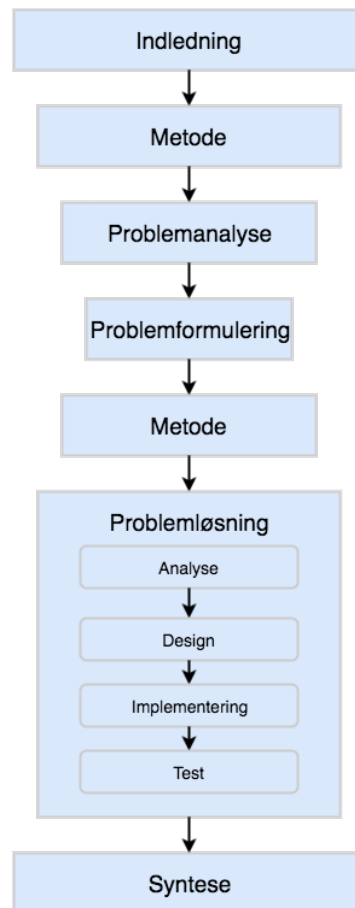 Indledning
Metode
Problemanalyse
Problemformulering
Metode
Problemløsning
Analyse
Design
Implementering
Test
Syntese